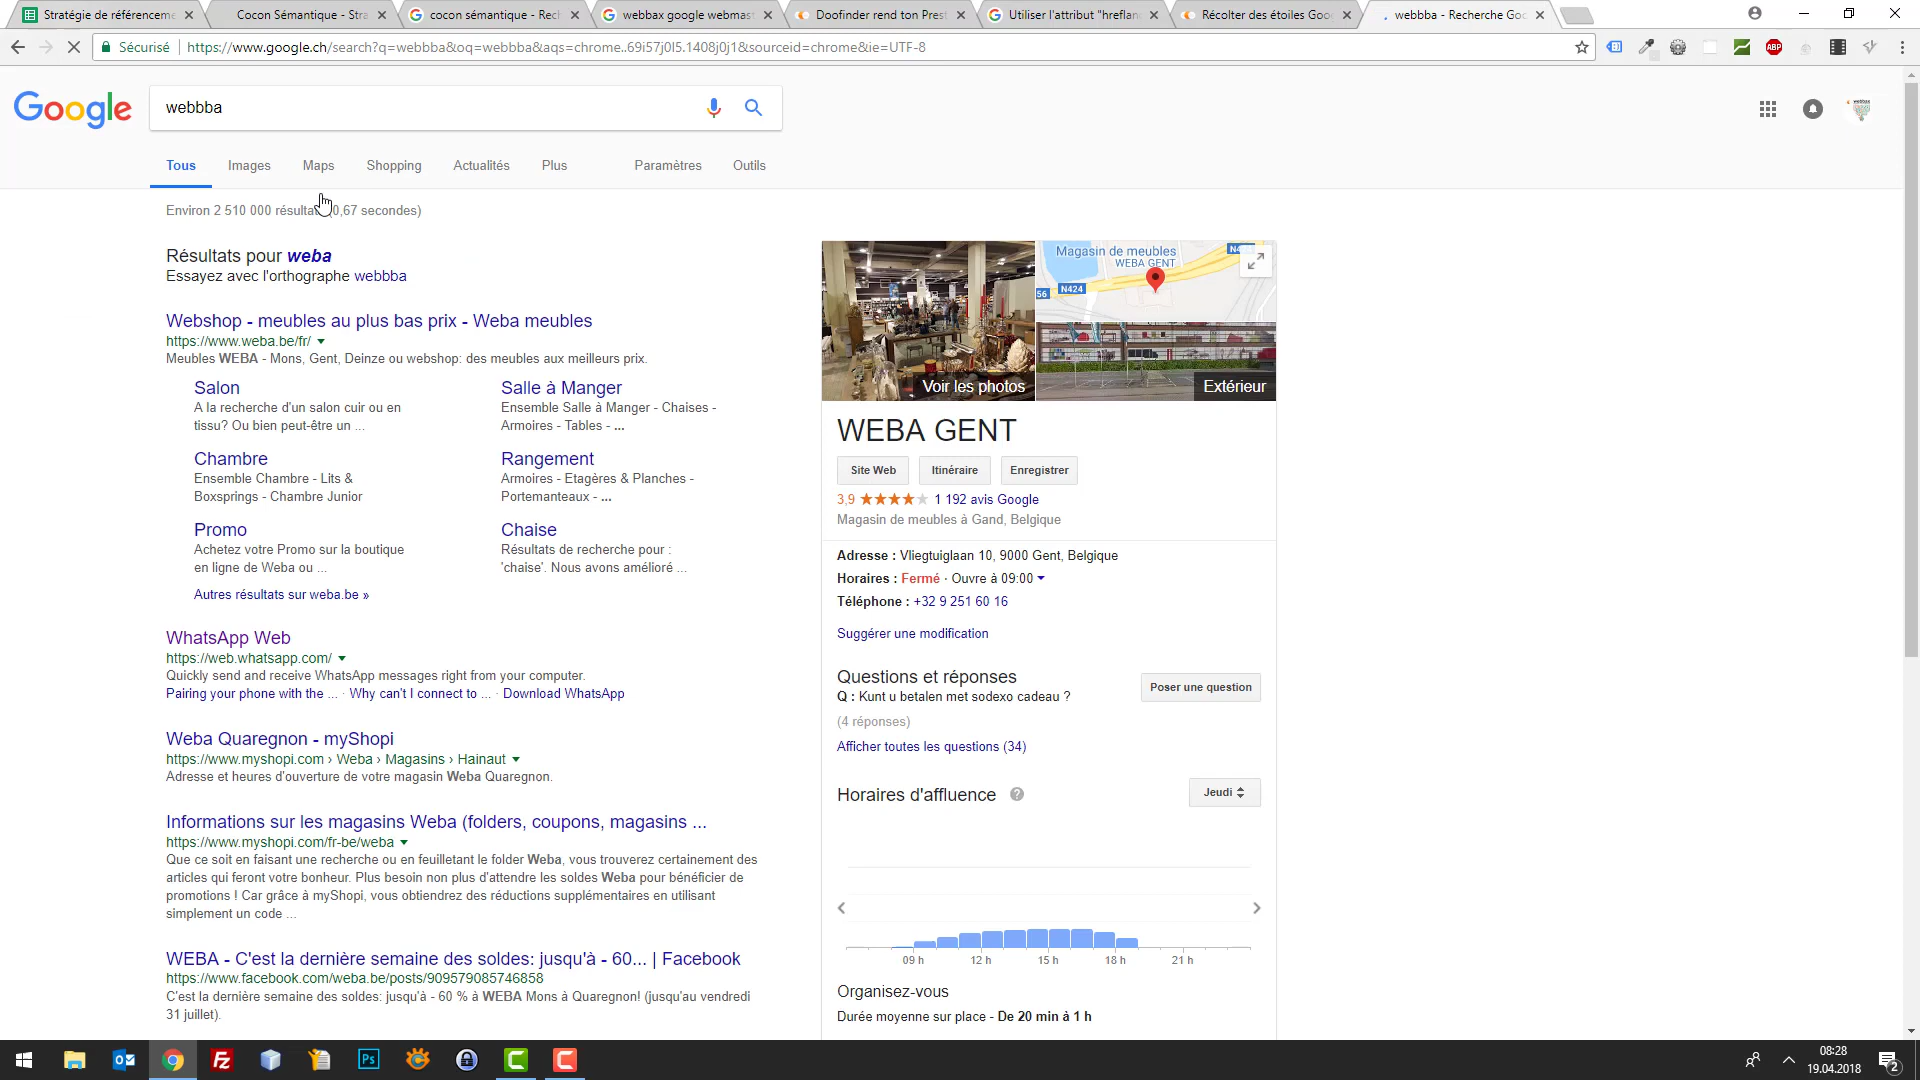 Stratégie de référenceme
Cocon Sémantique - Stra
cocon sémantique - Rech
webbax google webmast
Doofinder rend ton Prest
Utiliser l'attribut "hreflan
Récolter des étoiles Goo
webbba - Recherche Goo
Sécurisé
https://www.google.ch/search?q=webbba&oq=webbba&aqs=chrome..69i57j0l5.1408j0j1&sourceid=chrome&ie=UTF-8
ABP
Google
webbba
Tous
Images
Maps
Shopping
Actualités
Plus
Paramètres
Outils
Environ 2 510 000 résultats (0,67 secondes)
Résultats pour weba
Essayez avec l'orthographe webbba
Webshop - meubles au plus bas prix - Weba meubles
https://www.weba.be/fr/
Meubles WEBA - Mons, Gent, Deinze ou webshop: des meubles aux meilleurs prix.
Salon
A la recherche d'un salon cuir ou en
tissu? Ou bien peut-être un ...
Salle à Manger
Ensemble Salle à Manger - Chaises -
Armoires - Tables - ...
Chambre
Ensemble Chambre - Lits &
Boxsprings - Chambre Junior
Rangement
Armoires - Etagères & Planches -
Portemanteaux - ...
Promo
Achetez votre Promo sur la boutique
en ligne de Weba ou ...
Chaise
Résultats de recherche pour :
'chaise'. Nous avons amélioré ...
Autres résultats sur weba.be »
WhatsApp Web
https://web.whatsapp.com/
Quickly send and receive WhatsApp messages right from your computer.
Pairing your phone with the ... · Why can't I connect to ... · Download WhatsApp
Weba Quaregnon - myShopi
https://www.myshopi.com › Weba › Magasins › Hainaut
Adresse et heures d'ouverture de votre magasin Weba Quaregnon.
Informations sur les magasins Weba (folders, coupons, magasins ...
https://www.myshopi.com/fr-be/weba
Que ce soit en faisant une recherche ou en feuilletant le folder Weba, vous trouverez certainement des
articles qui feront votre bonheur. Plus besoin non plus d'attendre les soldes Weba pour bénéficier de
promotions ! Car grâce à myShopi, vous obtiendrez des réductions supplémentaires en utilisant
simplement un code ...
WEBA - C'est la dernière semaine des soldes: jusqu'à - 60... | Facebook
https://www.facebook.com/weba.be/posts/909579085746858
C'est la dernière semaine des soldes: jusqu'à - 60 % à WEBA Mons à Quaregnon! (jusqu'au vendredi
31 juillet).
Voir les photos
Magasin de meubles
WEBA GENT
N424
56
Extérieur
WEBA GENT
Site Web
Itinéraire
Enregistrer
3,9
1 192 avis Google
Magasin de meubles à Gand, Belgique
Adresse : Vliegtuiglaan 10, 9000 Gent, Belgique
Horaires : Fermé · Ouvre à 09:00
Téléphone : +32 9 251 60 16
Suggérer une modification
Questions et réponses
Q : Kunt u betalen met sodexo cadeau ?
Poser une question
(4 réponses)
Afficher toutes les questions (34)
Horaires d'affluence
?
Jeudi
09 h
12 h
15 h
18 h
21 h
Organisez-vous
Durée moyenne sur place - De 20 min à 1 h
Fz
Ps
C
C
08:28
19.04.2018
2